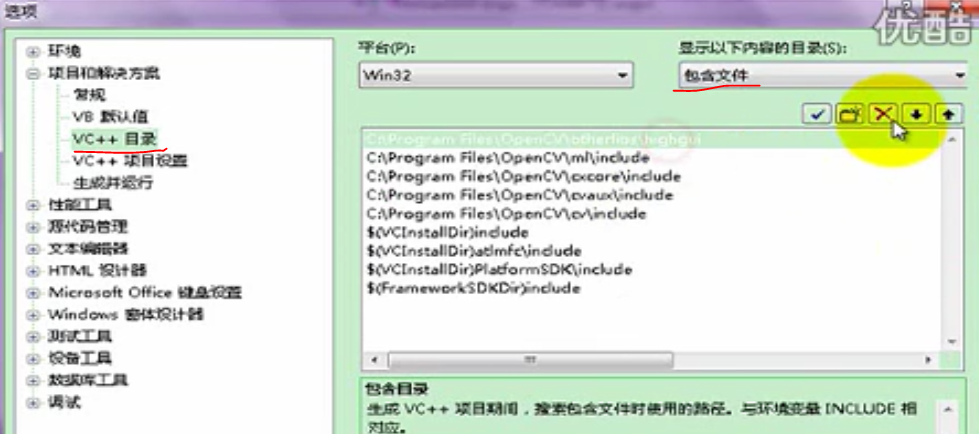 选项
优酷
环境
项目和解决方案
常规
VB 默认值
VC++ 目录
VC++ 项目设置
生成并运行
性能工具
源代码管理
文本编辑器
HTML 设计器
Microsoft Office 键盘设置
Windows 窗体设计器
测试工具
设备工具
数据库工具
调试
平台(P):
Win32
显示以下内容的目录(S):
包含文件
C:\Program Files\OpenCV\otherlibs\highgui
C:\Program Files\OpenCV\ml\include
C:\Program Files\OpenCV\cxcore\include
C:\Program Files\OpenCV\cvaux\include
C:\Program Files\OpenCV\cv\include
$(VCInstallDir)include
$(VCInstallDir)atlmfc\include
$(VCInstallDir)PlatformSDK\include
$(FrameworkSDKDir)include
包含目录
生成 VC++ 项目期间，搜索包含文件时使用的路径。与环境变量 INCLUDE 相
对应。